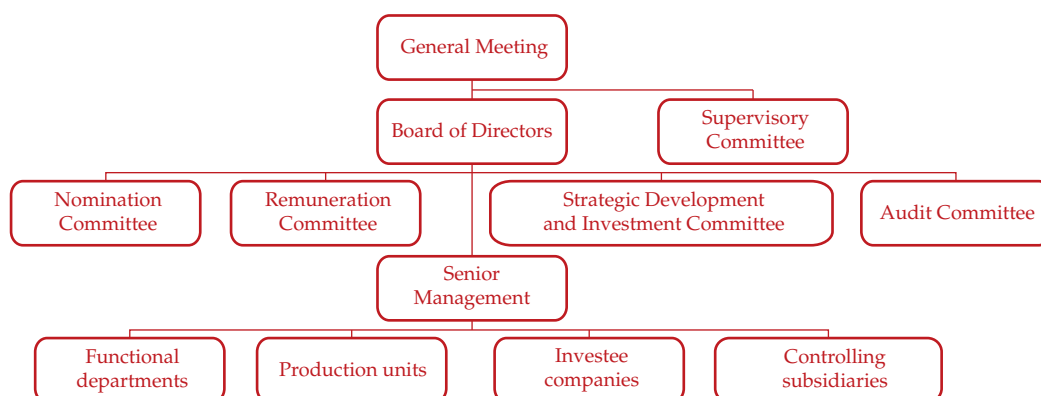 General Meeting
Board of Directors
Supervisory
Committee
Nomination
Committee
Remuneration
Committee
Strategic Development
and Investment Committee
Audit Committee
Senior
Management
Functional
departments
Production units
Investee
companies
Controlling
subsidiaries